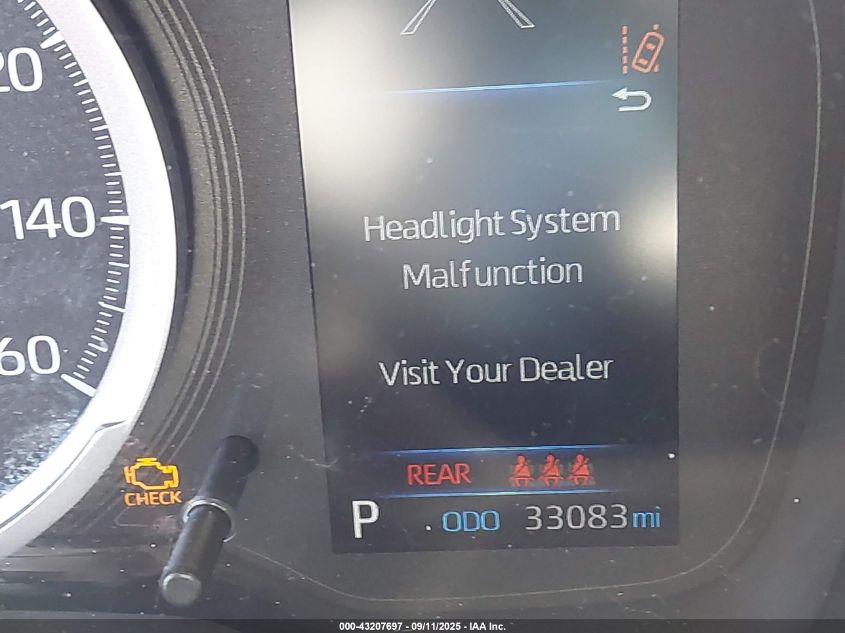 20
140
60
Headlight System
Malfunction
Visit Your Dealer
REAR
CHECK
P ODO 33083 mi
000-43207697 - 09/11/2025 - IAA Inc.